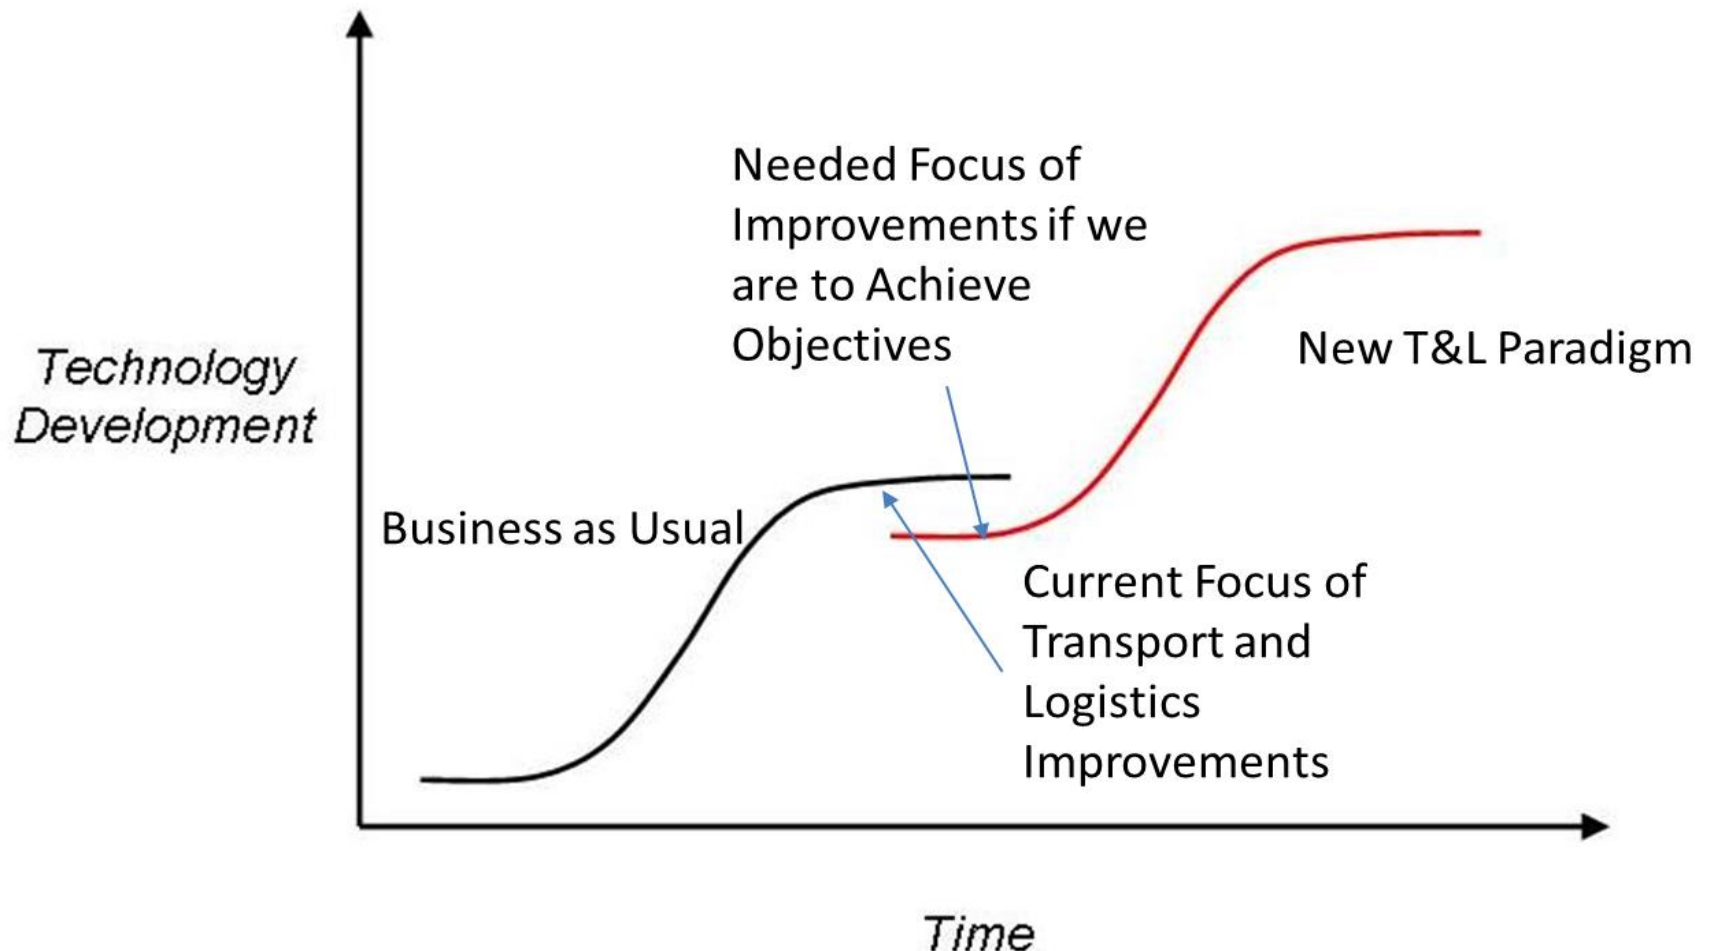 Needed Focus of
Improvements if we
are to Achieve
Objectives
New T&L Paradigm
Technology
Development
Business as Usual
Current Focus of
Transport and
Logistics
Improvements
Time